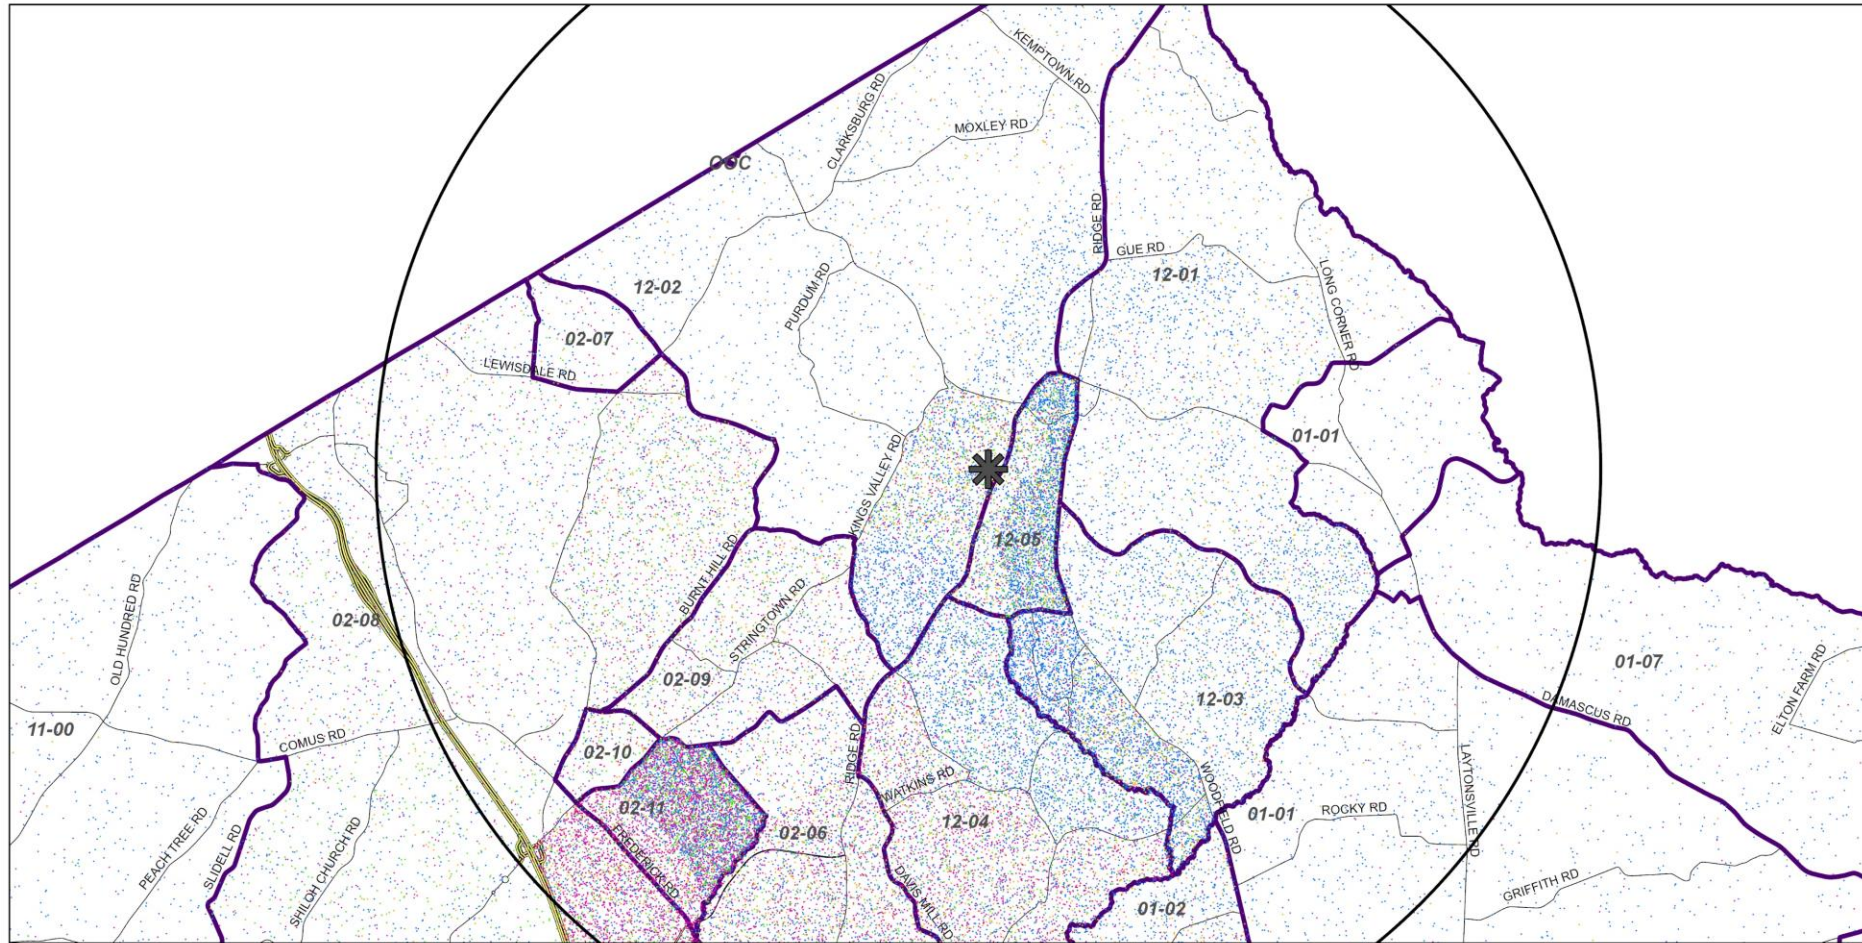 KEMPTOWN RD
CLARKSBURG RD
MOXLEY RD
OOC
RIDGE RD
GUE RD
12-01
LONG CORNER RD
12-02
PURDUM RD
02-07
LEWISDALE RD
01-01
KINGS VALLEY RD
12-05
BURNT HILL RD
STRINGTOWN RD
OLD HUNDRED RD
02-08
02-09
12-03
01-07
ELTON FARM RD
DAMASCUS RD
11-00
COMUS RD
02-10
RIDGE RD
WATKINS RD
WOODFIELD RD
LAYTONSVILLE RD
02-11
02-06
12-04
01-01
ROCKY RD
PEACH TREE RD
SLIDELL RD
SHILOH CHURCH RD
FREDERICK RD
DAVIS MILL RD
01-02
GRIFFITH RD